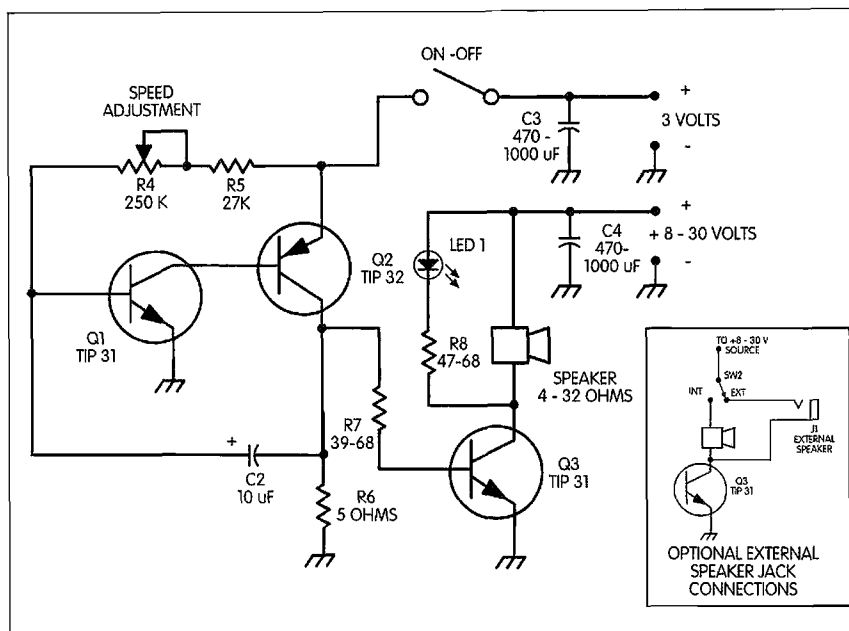 ON -OFF
SPEED
ADJUSTMENT
R4
250 K
R5
27K
C3
470 -
1000 uF
+
3 VOLTS
-
Q1
TIP 31
Q2
TIP 32
LED 1
C4
470-
1000 uF
+
+ 8 - 30 VOLTS
-
R8
47-68
SPEAKER
4 - 32 OHMS
R7
39-68
+
C2
10 uF
R6
5 OHMS
Q3
TIP 31
TO +8 - 30 V
SOURCE
SW2
INT
EXT
J1
EXTERNAL
SPEAKER
Q3
TIP 31
OPTIONAL EXTERNAL
SPEAKER JACK
CONNECTIONS